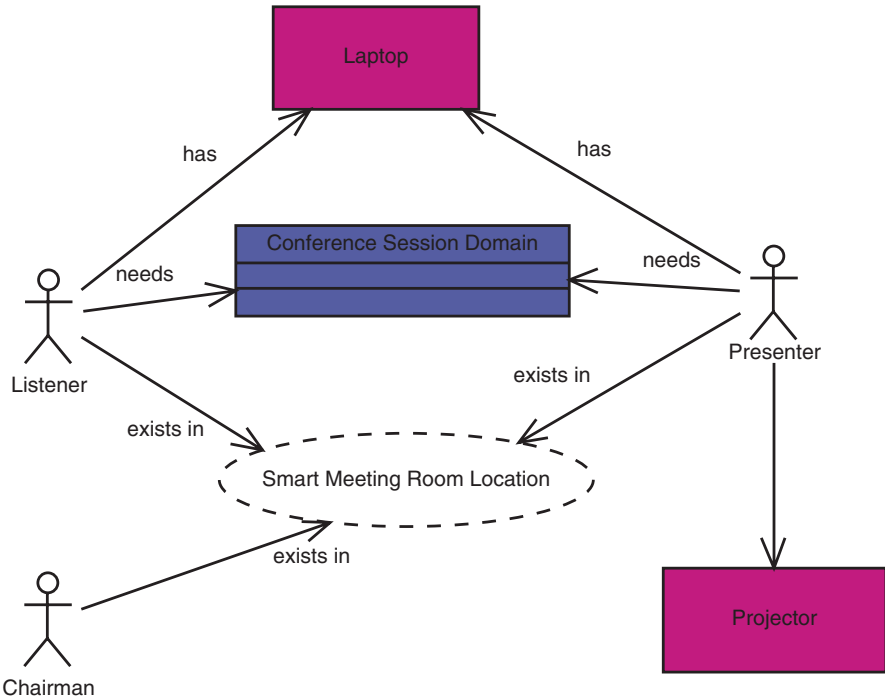 Laptop
has
has
Conference Session Domain
needs
needs
Listener
Presenter
exists in
exists in
Smart Meeting Room Location
exists in
Projector
Chairman